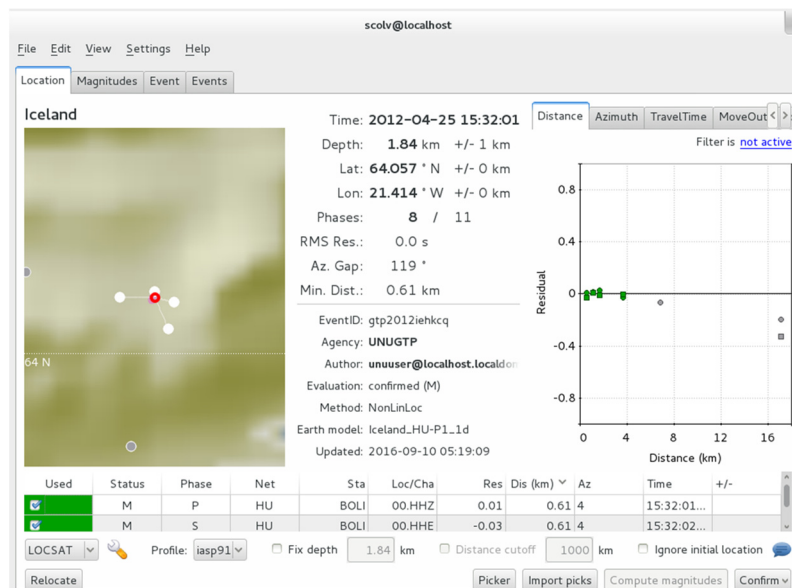 scolv@localhost
File Edit View Settings Help
Location Magnitudes Event Events
Iceland
64 N
Time: 2012-04-25 15:32:01
Depth: 1.84 km +/- 1 km
Lat: 64.057 ° N +/- 0 km
Lon: 21.414 ° W +/- 0 km
Phases: 8 / 11
RMS Res.: 0.0 s
Az. Gap: 119 °
Min. Dist.: 0.61 km
EventID: gtp2012iehkcq
Agency: UNUGTP
Author: unuuser@localhost.localdon
Evaluation: confirmed (M)
Method: NonLinLoc
Earth model: Iceland_HU-P1_1d
Updated: 2016-09-10 05:19:09
Distance Azimuth TravelTime MoveOut
Filter is not active
0.8
0.4
0
-0.4
-0.8
Residual
0 4 8 12 16
Distance (km)
Used Status Phase Net Sta Loc/Cha Res Dis (km) Az Time +/-
M P HU BOLI 00.HHZ 0.01 0.61 4 15:32:01...
M S HU BOLI 00.HHE -0.03 0.61 4 15:32:02...
LOCSAT Profile: iasp91 Fix depth 1.84 km Distance cutoff 1000 km Ignore initial location
Relocate Picker Import picks Compute magnitudes Confirm